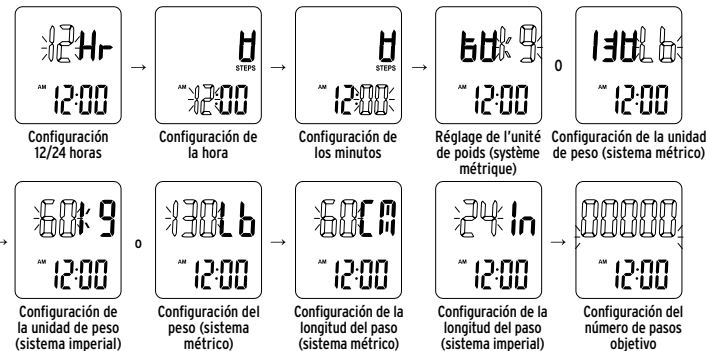 12Hr
AM 12:00
→
0
STEPS
AM 12:00
→
0
STEPS
AM 12:00
→
60kg
AM 12:00
o
130Lb
AM 12:00
Configuración
12/24 horas
Configuración de
la hora
Configuración de
los minutos
Réglage de l'unité
de poids (système
métrique)
Configuración de la unidad
de peso (sistema métrico)
→
60kg
AM 12:00
o
130Lb
AM 12:00
→
60CM
AM 12:00
24In
AM 12:00
→
00000
AM 12:00
Configuración de
la unidad de peso
(sistema imperial)
Configuración del
peso (sistema
métrico)
Configuración de la
longitud del paso
(sistema métrico)
Configuración de la
longitud del paso
(sistema imperial)
Configuración del
número de pasos
objetivo